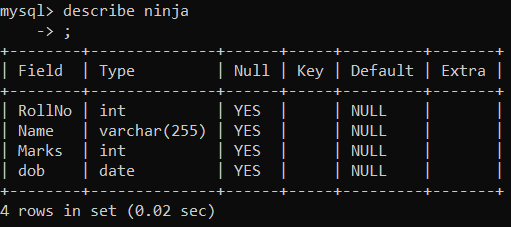 mysql> describe ninja
    -> ;
+--------+--------------+------+-----+---------+-------+
| Field  | Type         | Null | Key | Default | Extra |
+--------+--------------+------+-----+---------+-------+
| RollNo | int          | YES  |     | NULL    |       |
| Name   | varchar(255) | YES  |     | NULL    |       |
| Marks  | int          | YES  |     | NULL    |       |
| dob    | date         | YES  |     | NULL    |       |
+--------+--------------+------+-----+---------+-------+
4 rows in set (0.02 sec)